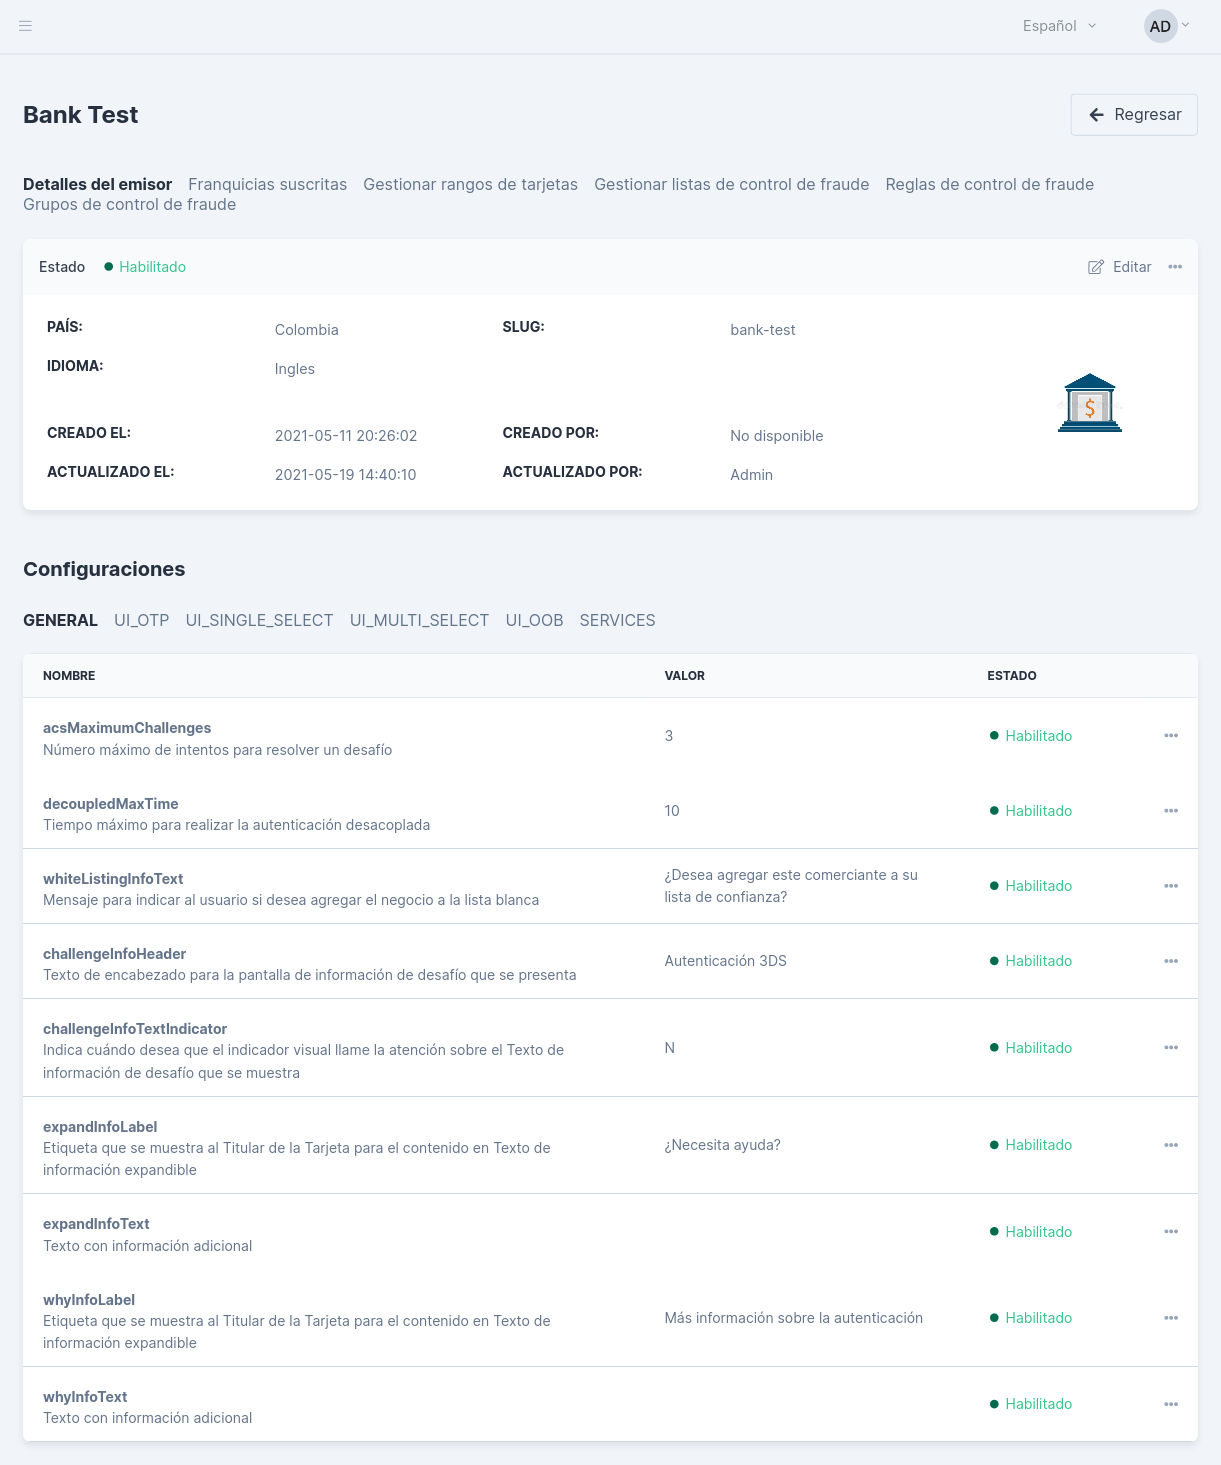 Español
AD
Bank Test
Regresar
Detalles del emisor Franquicias suscritas Gestionar rangos de tarjetas Gestionar listas de control de fraude Reglas de control de fraude
Grupos de control de fraude
Estado Habilitado Editar
PAÍS: Colombia SLUG: bank-test
IDIOMA: Ingles
$
CREADO EL: 2021-05-11 20:26:02 CREADO POR: No disponible
ACTUALIZADO EL: 2021-05-19 14:40:10 ACTUALIZADO POR: Admin
Configuraciones
GENERAL UI_OTP UI_SINGLE_SELECT UI_MULTI_SELECT UI_OOB SERVICES
NOMBRE VALOR ESTADO
acsMaximumChallenges
Número máximo de intentos para resolver un desafío
3
Habilitado
decoupledMaxTime
Tiempo máximo para realizar la autenticación desacoplada
10
Habilitado
whiteListingInfoText
Mensaje para indicar al usuario si desea agregar el negocio a la lista blanca
¿Desea agregar este comerciante a su
lista de confianza?
Habilitado
challengeInfoHeader
Texto de encabezado para la pantalla de información de desafío que se presenta
Autenticación 3DS
Habilitado
challengeInfoTextIndicator
Indica cuándo desea que el indicador visual llame la atención sobre el Texto de
información de desafío que se muestra
N
Habilitado
expandInfoLabel
Etiqueta que se muestra al Titular de la Tarjeta para el contenido en Texto de
información expandible
¿Necesita ayuda?
Habilitado
expandInfoText
Texto con información adicional
Habilitado
whyInfoLabel
Etiqueta que se muestra al Titular de la Tarjeta para el contenido en Texto de
información expandible
Más información sobre la autenticación
Habilitado
whyInfoText
Texto con información adicional
Habilitado